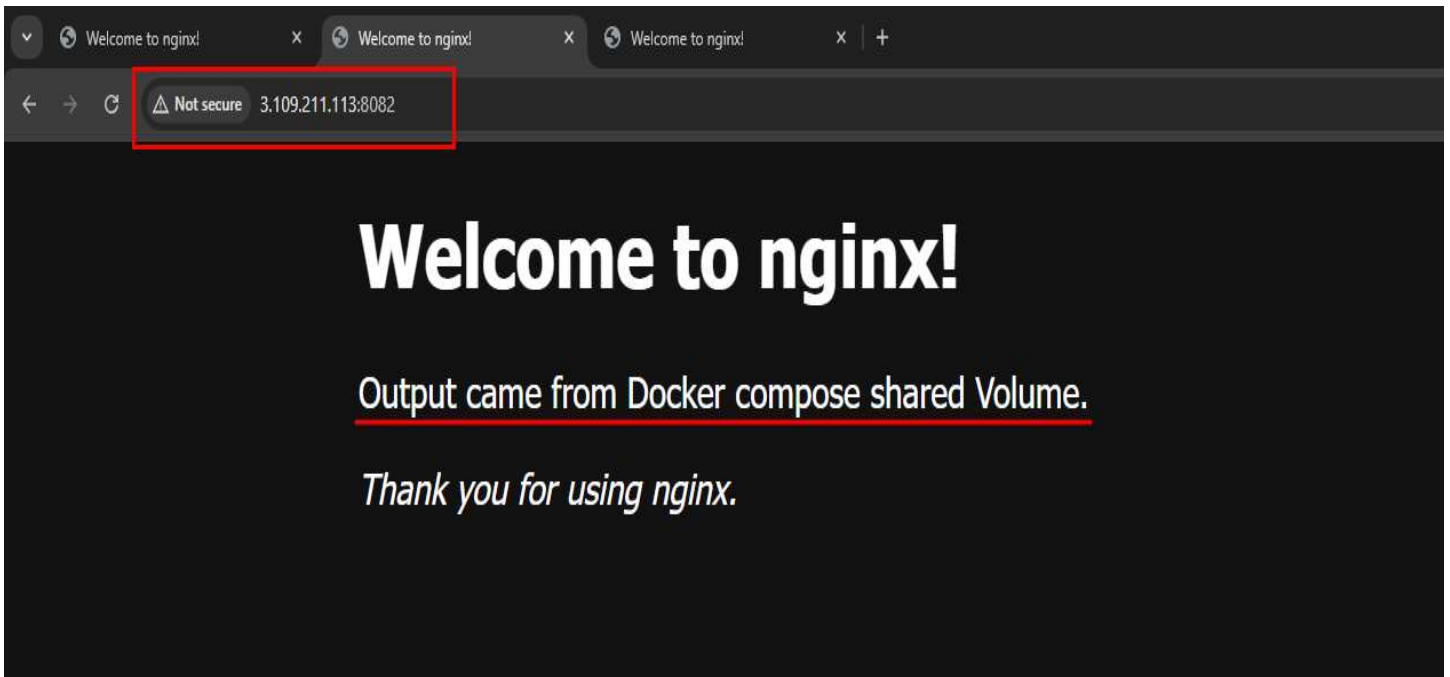 Welcome to nginx! Welcome to nginx! Welcome to nginx!
Not secure 3.109.211.113:8082
Welcome to nginx!
Output came from Docker compose shared Volume.
Thank you for using nginx.